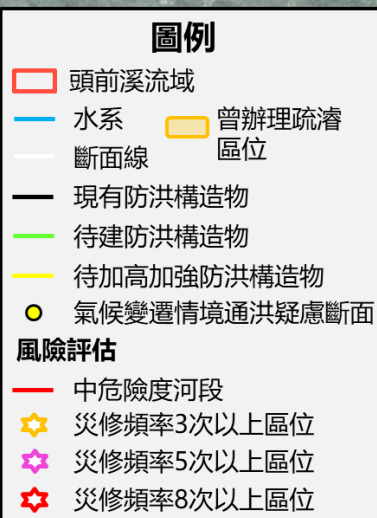 圖例
頭前溪流域
水系
曾辦理疏濬
區位
斷面線
現有防洪構造物
待建防洪構造物
待加高加強防洪構造物
氣候變遷情境通洪疑慮斷面
風險評估
中危險度河段
災修頻率3次以上區位
災修頻率5次以上區位
災修頻率8次以上區位